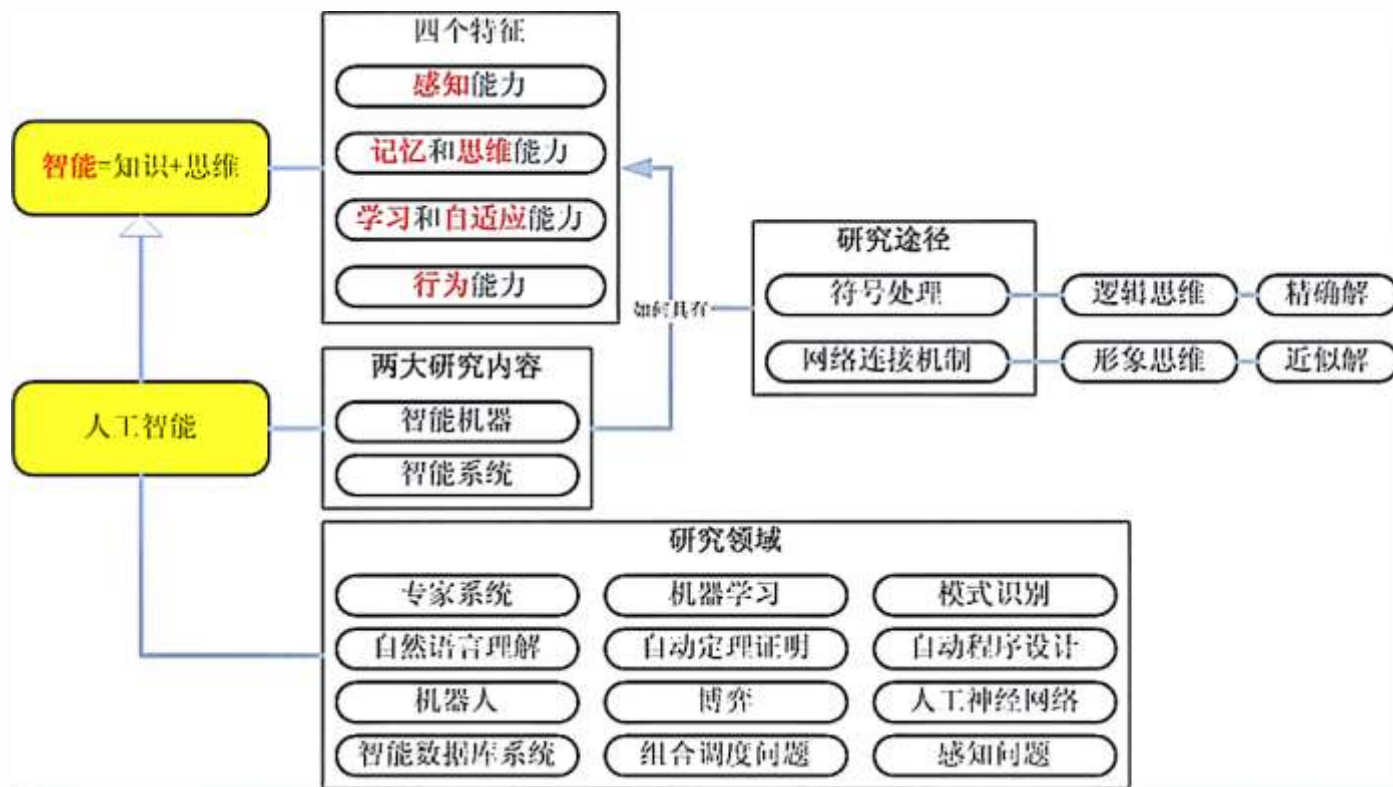 四个特征
感知能力
记忆和思维能力
学习和自适应能力
行为能力
智能=知识+思维
人工智能
两大研究内容
智能机器
智能系统
如何具有
研究途径
符号处理
逻辑思维
精确解
网络连接机制
形象思维
近似解
研究领域
专家系统
机器学习
模式识别
自然语言理解
自动定理证明
自动程序设计
机器人
博弈
人工神经网络
智能数据库系统
组合调度问题
感知问题